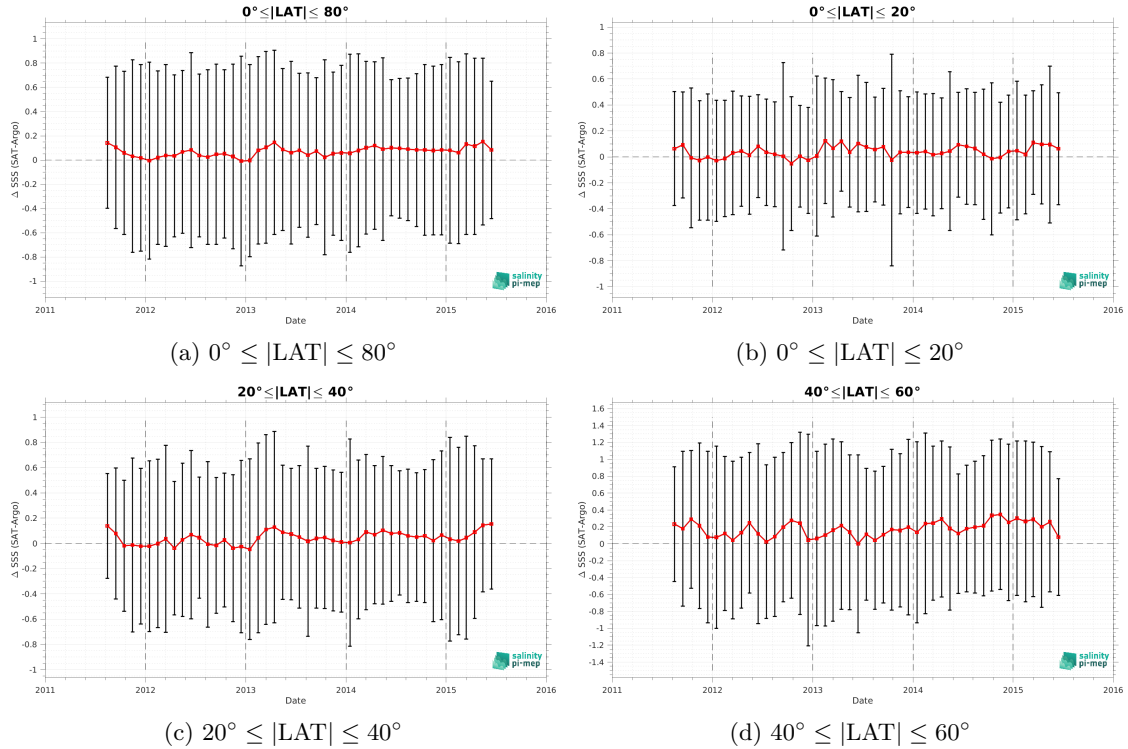 0°≤|LAT|≤ 80°
1
0.8
0.6
0.4
0.2
0
-0.2
-0.4
-0.6
-0.8
-1
Δ SSS (SAT-Argo)
2011 2012 2013 2014 2015 2016
Date
salinity
pi-mep
(a) 0° ≤ |LAT| ≤ 80°
0°≤|LAT|≤ 20°
1
0.8
0.6
0.4
0.2
0
-0.2
-0.4
-0.6
-0.8
-1
Δ SSS (SAT-Argo)
2011 2012 2013 2014 2015 2016
Date
salinity
pi-mep
(b) 0° ≤ |LAT| ≤ 20°
20°≤|LAT|≤ 40°
1
0.8
0.6
0.4
0.2
0
-0.2
-0.4
-0.6
-0.8
-1
Δ SSS (SAT-Argo)
2011 2012 2013 2014 2015 2016
Date
salinity
pi-mep
(c) 20° ≤ |LAT| ≤ 40°
40°≤|LAT|≤ 60°
1.6
1.4
1.2
1
0.8
0.6
0.4
0.2
0
-0.2
-0.4
-0.6
-0.8
-1
-1.2
-1.4
Δ SSS (SAT-Argo)
2011 2012 2013 2014 2015 2016
Date
salinity
pi-mep
(d) 40° ≤ |LAT| ≤ 60°